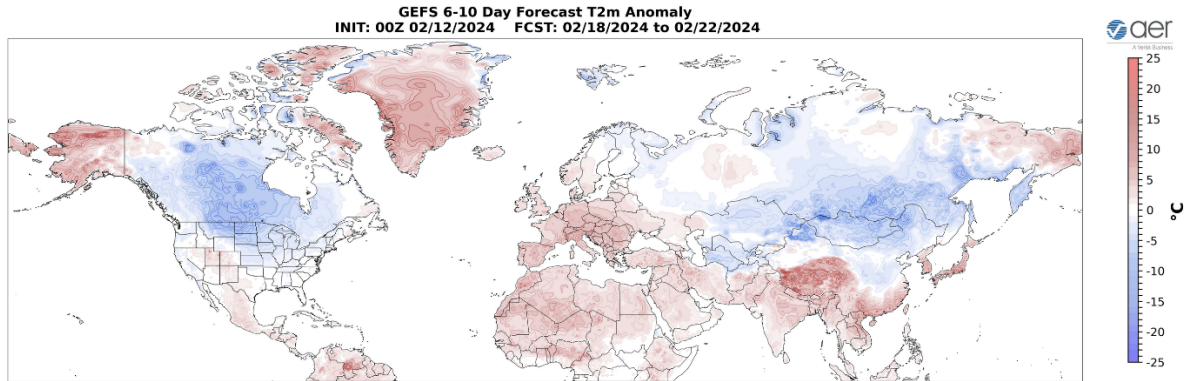 GEFS 6-10 Day Forecast T2m Anomaly
INIT: 00Z 02/12/2024 FCST: 02/18/2024 to 02/22/2024
aer
A Verisk Business
25
20
15
10
5
0
-5
-10
-15
-20
-25
°C